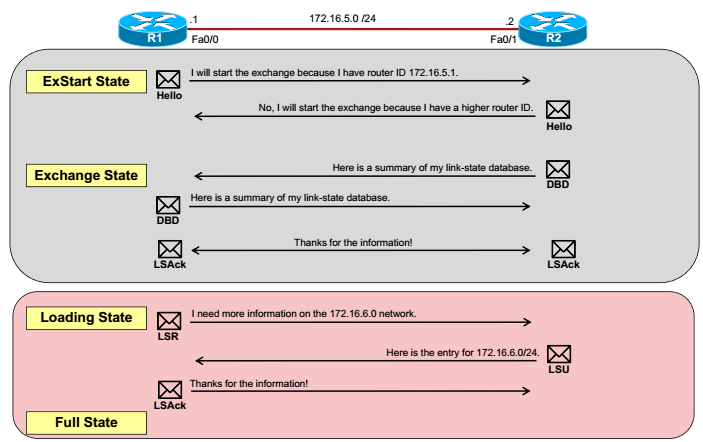 .1 172.16.5.0 /24 .2
R1 Fa0/0 Fa0/1 R2
ExStart State
I will start the exchange because I have router ID 172.16.5.1.
Hello
No, I will start the exchange because I have a higher router ID.
Hello
Exchange State
Here is a summary of my link-state database.
DBD
Here is a summary of my link-state database.
DBD
Thanks for the information!
LSAck LSAck
Loading State
I need more information on the 172.16.6.0 network.
LSR
Here is the entry for 172.16.6.0/24.
LSU
Thanks for the information!
LSAck
Full State